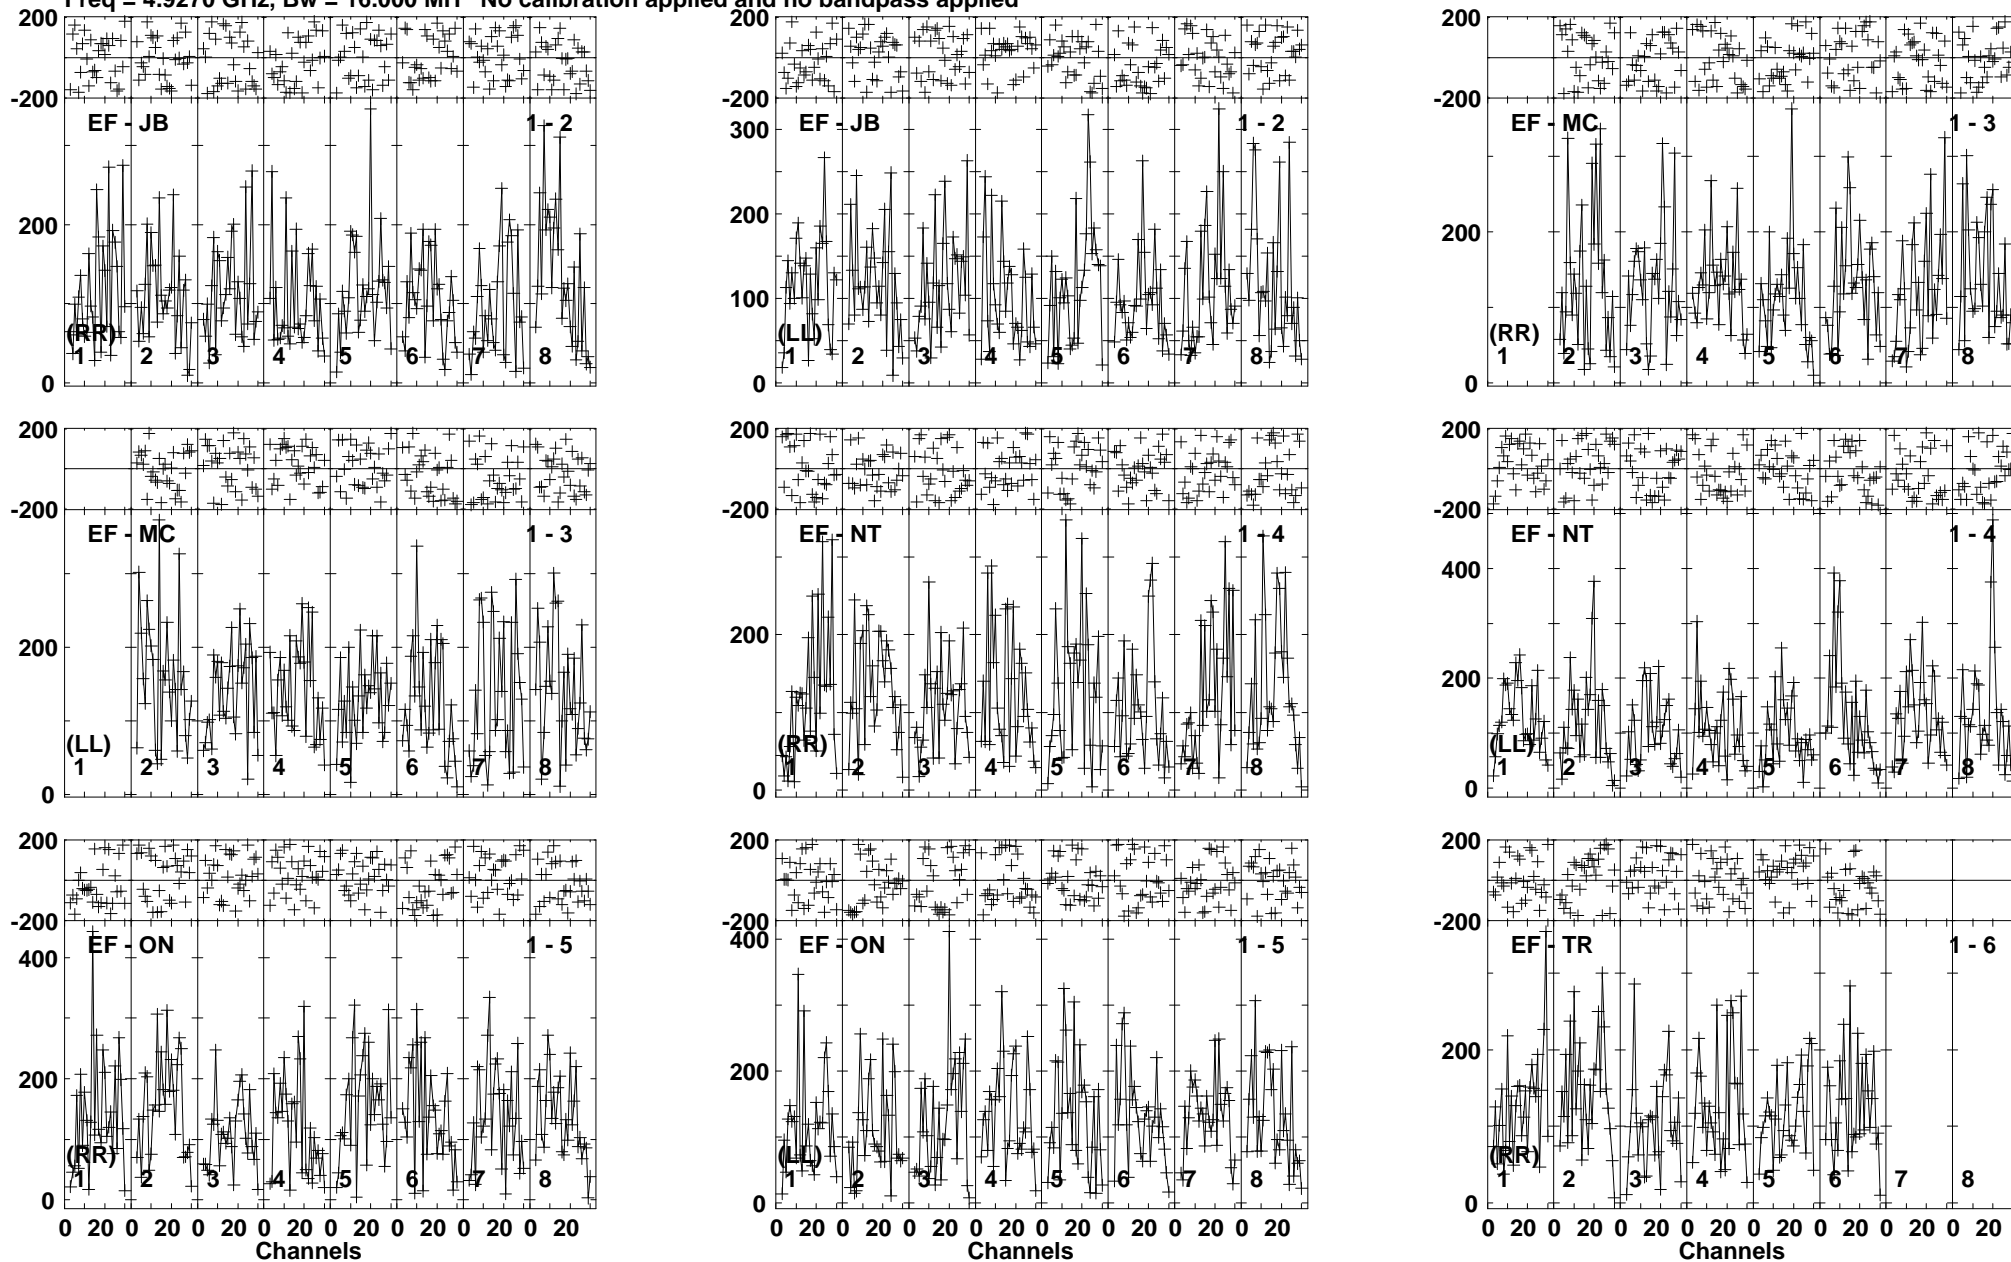 Freq = 4.9270 GHz, Bw = 16.000 MH No calibration applied and no bandpass applied
200 200 200
-200 -200 -200
EF - JB 1 - 2 EF - JB 1 - 2 EF - MC 1 - 3
300
200 200 200
100
(RR) (LL) (RR)
1 2 3 4 5 6 7 8 1 2 3 4 5 6 7 8 1 2 3 4 5 6 7 8
0 0 0
200 200 200
-200 -200 -200
EF - MC 1 - 3 EF - NT 1 - 4 EF - NT 1 - 4
400
200 200 200
(LL) (RR) (LL)
1 2 3 4 5 6 7 8 1 2 3 4 5 6 7 8 1 2 3 4 5 6 7 8
0 0 0
200 200 200
-200 -200 -200
EF - ON 1 - 5 EF - ON 1 - 5 EF - TR 1 - 6
400 400
200 200 200
(RR) (LL) (RR)
1 2 3 4 5 6 7 8 1 2 3 4 5 6 7 8 1 2 3 4 5 6 7 8
0 0 0
0 20 0 20 0 20 0 20 0 20 0 20 0 20 0 20 0 20 0 20 0 20 0 20 0 20 0 20 0 20 0 20 0 20 0 20 0 20 0 20 0 20 0 20 0 20 0 20
Channels Channels Channels